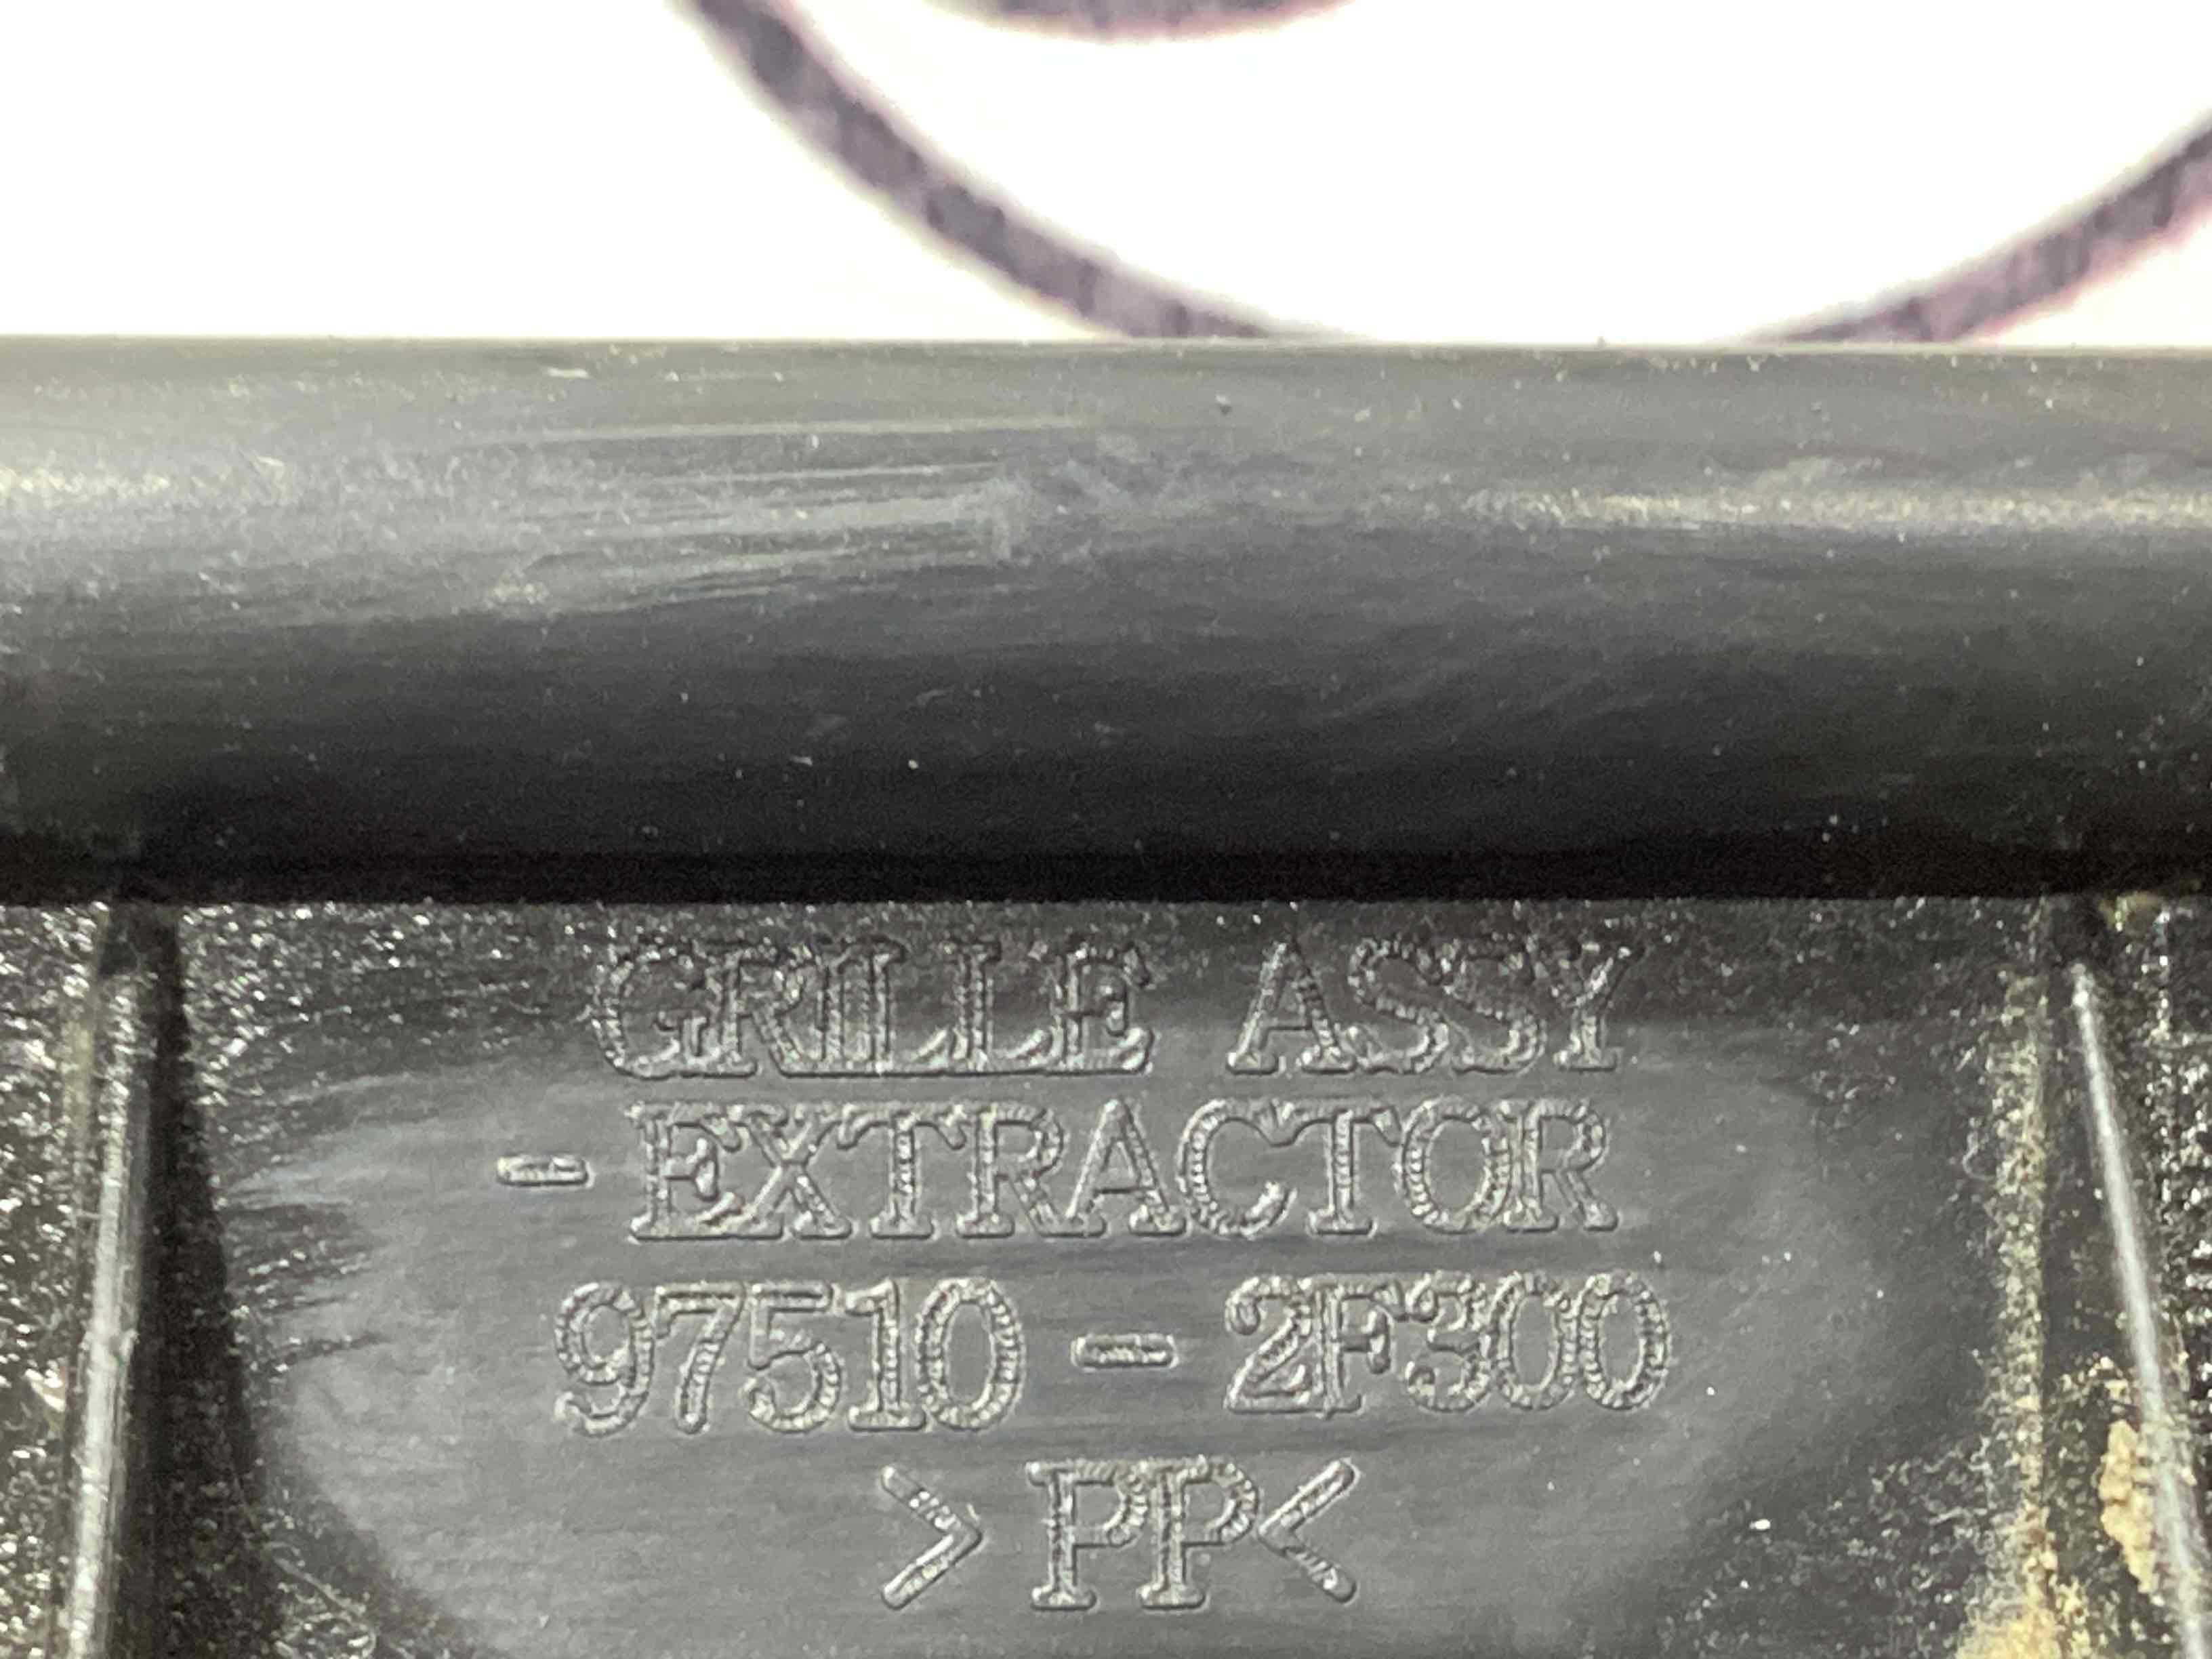 GRILLE ASSY
-EXTRACTOR
97510-2F300
>PP<